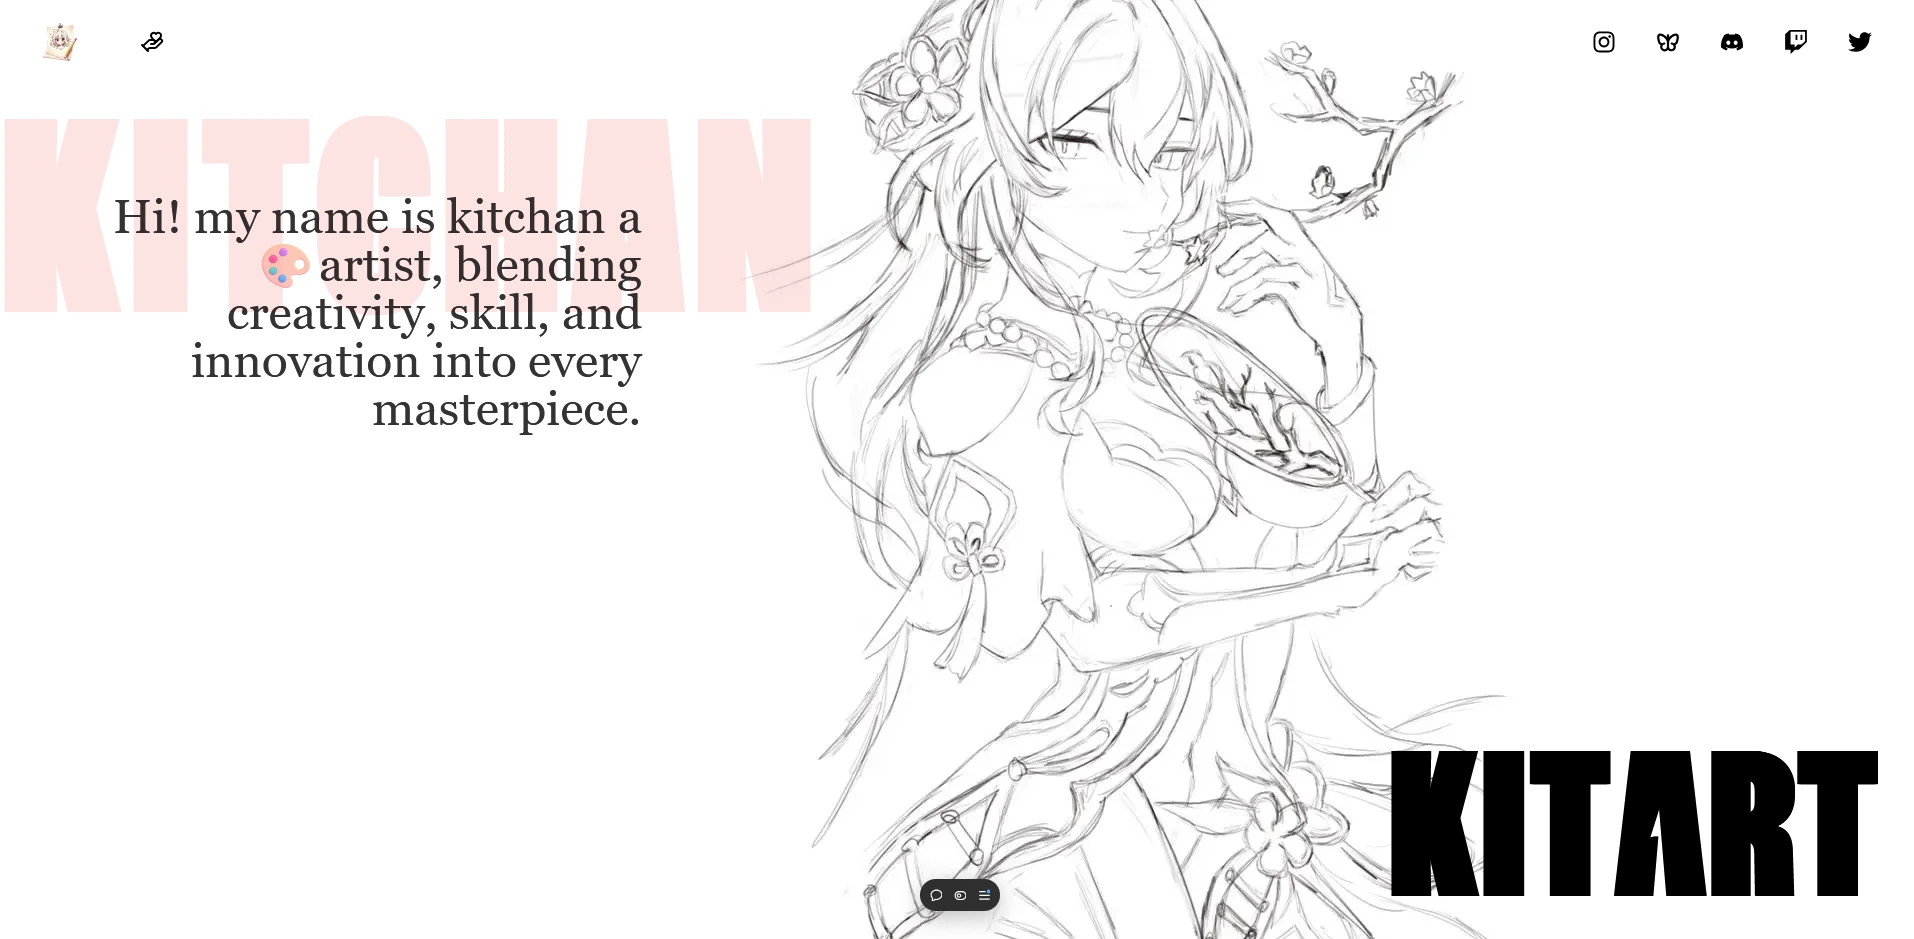 KITCHAN
Hi! my name is kitchan a
🎨 artist, blending
creativity, skill, and
innovation into every
masterpiece.
KITART